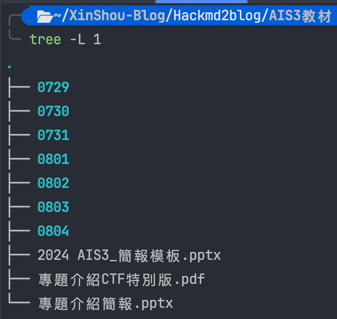 ~/XinShou-Blog/Hackmd2blog/AIS3教材
tree -L 1
.
├── 0729
├── 0730
├── 0731
├── 0801
├── 0802
├── 0803
├── 0804
├── 2024 AIS3_簡報模板.pptx
├── 專題介紹CTF特別版.pdf
└── 專題介紹簡報.pptx